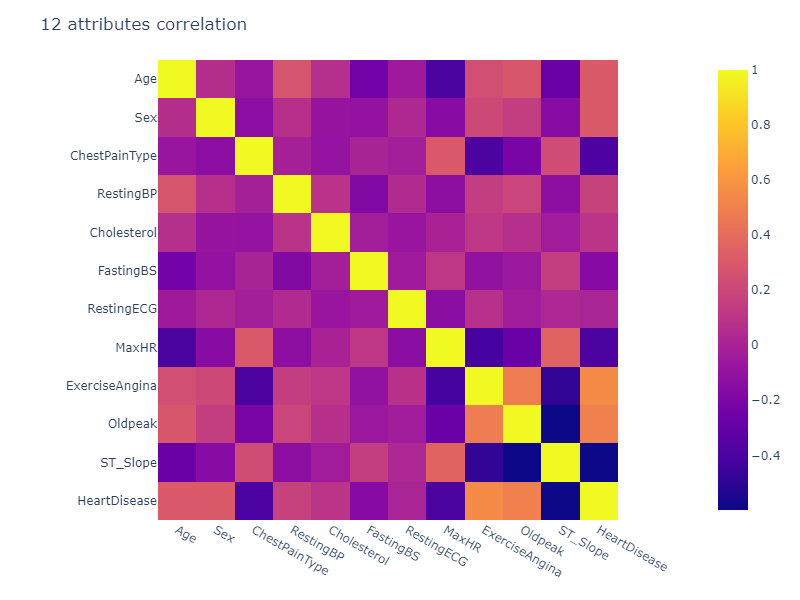 12 attributes correlation
Age
Sex
ChestPainType
RestingBP
Cholesterol
FastingBS
RestingECG
MaxHR
ExerciseAngina
Oldpeak
ST_Slope
HeartDisease
Age
Sex
ChestPainType
RestingBP
Cholesterol
FastingBS
RestingECG
MaxHR
ExerciseAngina
Oldpeak
ST_Slope
HeartDisease
1
0.8
0.6
0.4
0.2
0
−0.2
−0.4